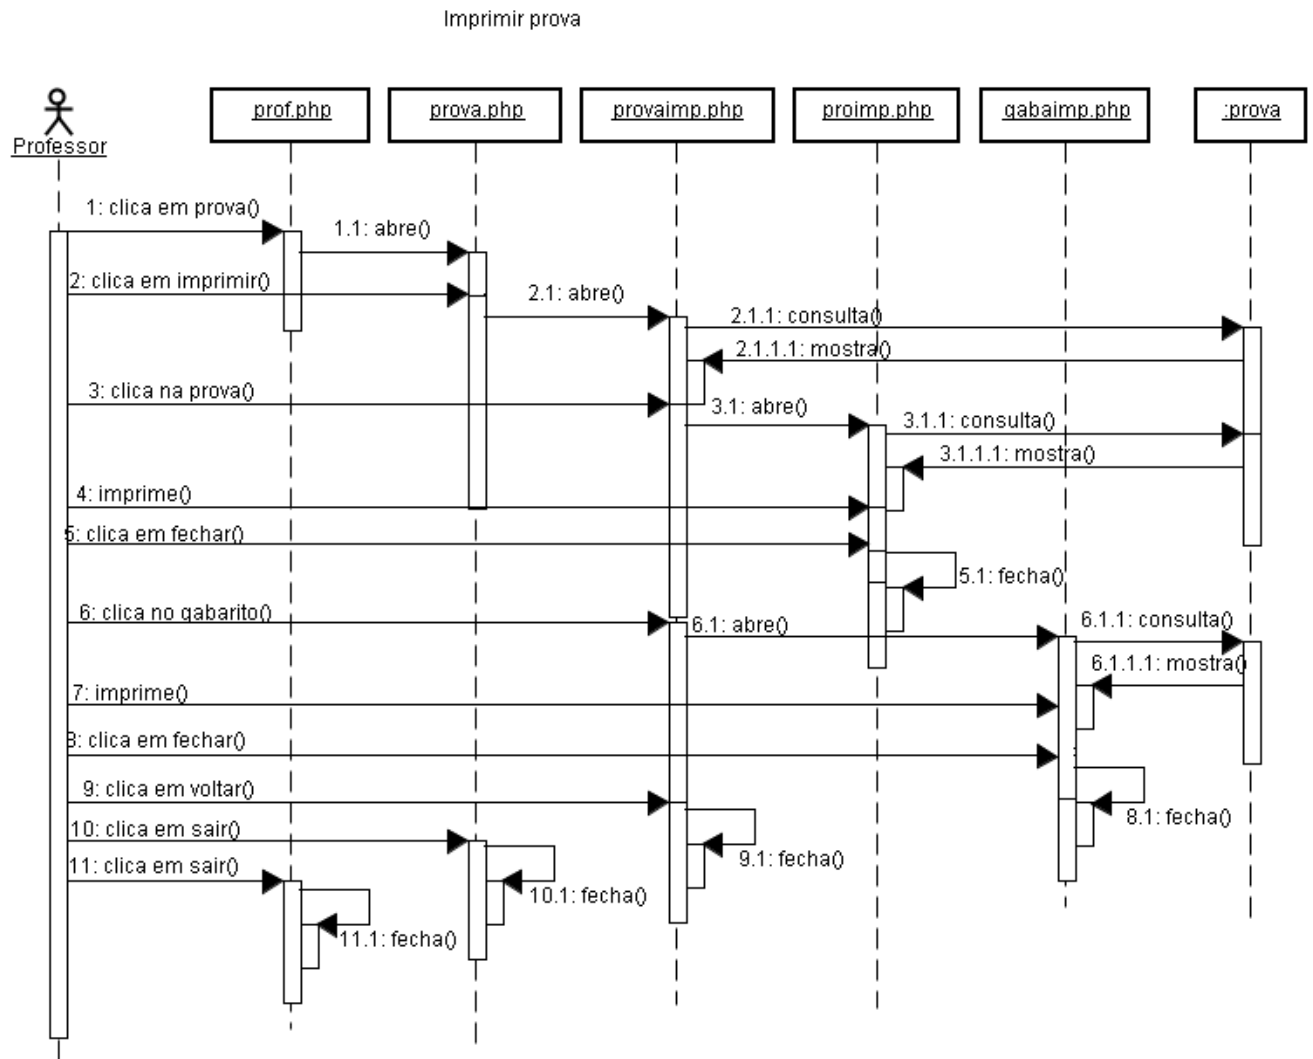 Imprimir prova
Professor
prof.php
prova.php
provaimp.php
proimp.php
gabaimp.php
:prova
1: clica em prova()
1.1: abre()
2: clica em imprimir()
2.1: abre()
2.1.1: consulta()
2.1.1.1: mostra()
3: clica na prova()
3.1: abre()
3.1.1: consulta()
3.1.1.1: mostra()
4: imprime()
5: clica em fechar()
5.1: fecha()
6: clica no gabarito()
6.1: abre()
6.1.1: consulta()
6.1.1.1: mostra()
7: imprime()
8: clica em fechar()
8.1: fecha()
9: clica em voltar()
9.1: fecha()
10: clica em sair()
10.1: fecha()
11: clica em sair()
11.1: fecha()